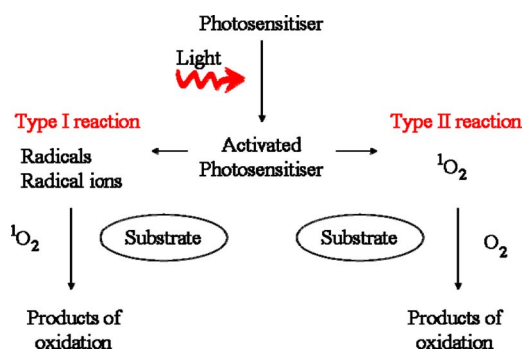 Photosensitiser
Light
Type I reaction
Type II reaction
Radicals
Radical ions
Activated
Photosensitiser
¹O₂
¹O₂
Substrate
Substrate
O₂
Products of
oxidation
Products of
oxidation